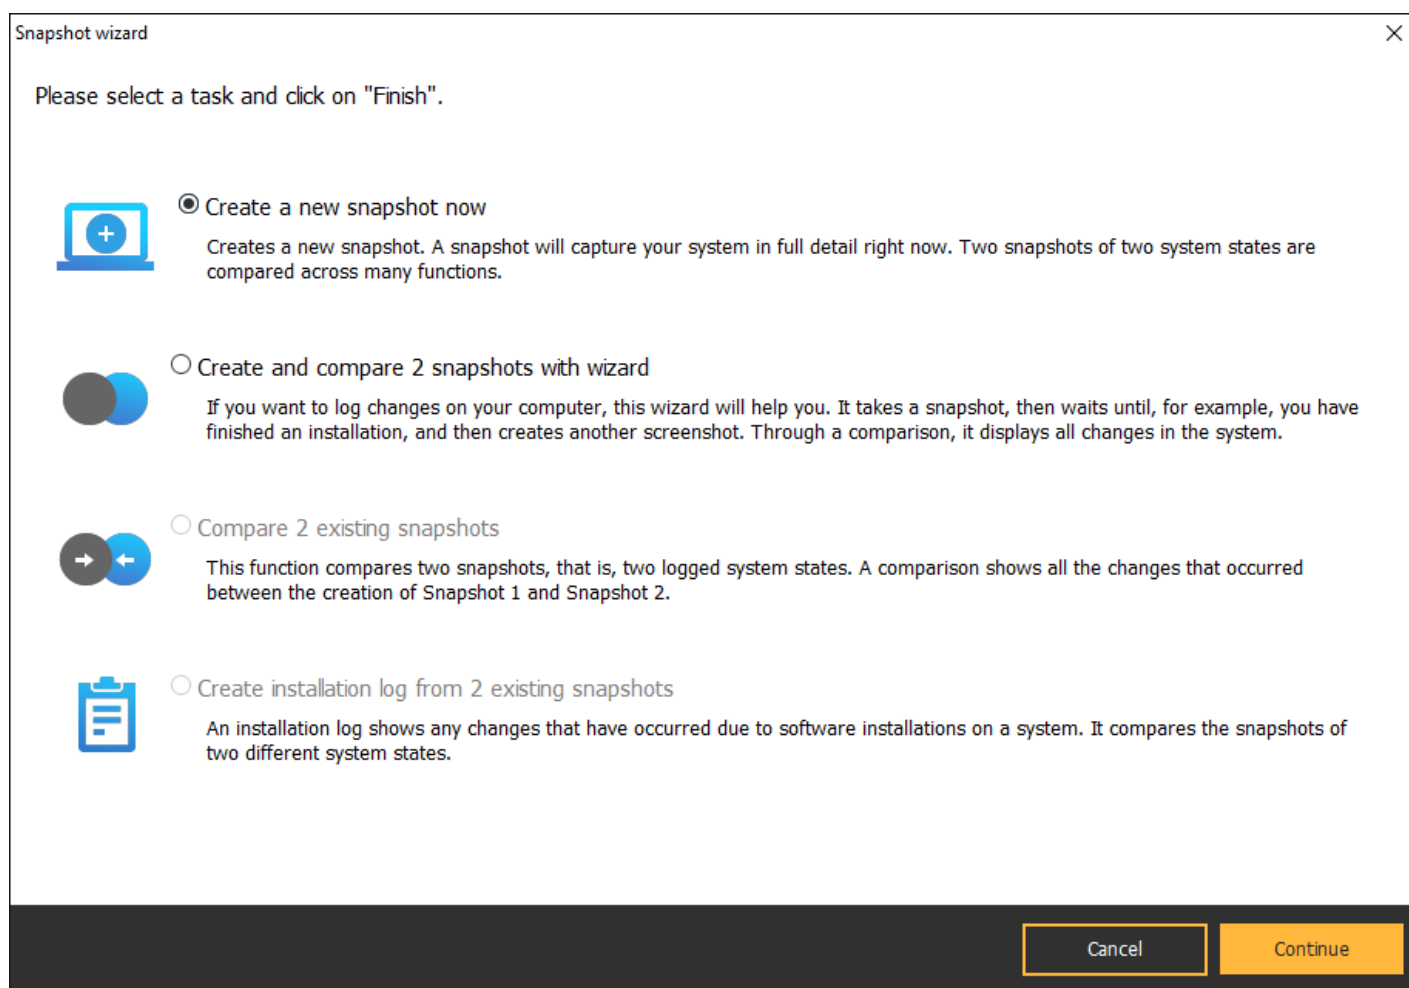 Snapshot wizard
Please select a task and click on "Finish".
Create a new snapshot now
Creates a new snapshot. A snapshot will capture your system in full detail right now. Two snapshots of two system states are
compared across many functions.
Create and compare 2 snapshots with wizard
If you want to log changes on your computer, this wizard will help you. It takes a snapshot, then waits until, for example, you have
finished an installation, and then creates another screenshot. Through a comparison, it displays all changes in the system.
Compare 2 existing snapshots
This function compares two snapshots, that is, two logged system states. A comparison shows all the changes that occurred
between the creation of Snapshot 1 and Snapshot 2.
Create installation log from 2 existing snapshots
An installation log shows any changes that have occurred due to software installations on a system. It compares the snapshots of
two different system states.
Cancel
Continue